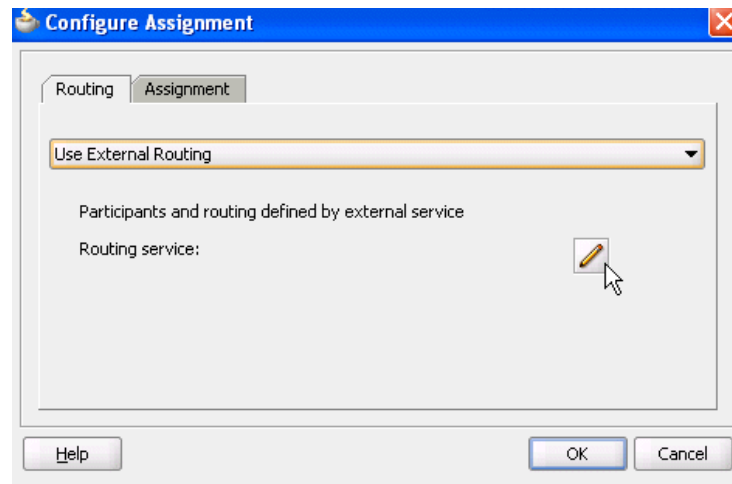 Configure Assignment
Routing Assignment
Use External Routing
Participants and routing defined by external service
Routing service:
Help OK Cancel